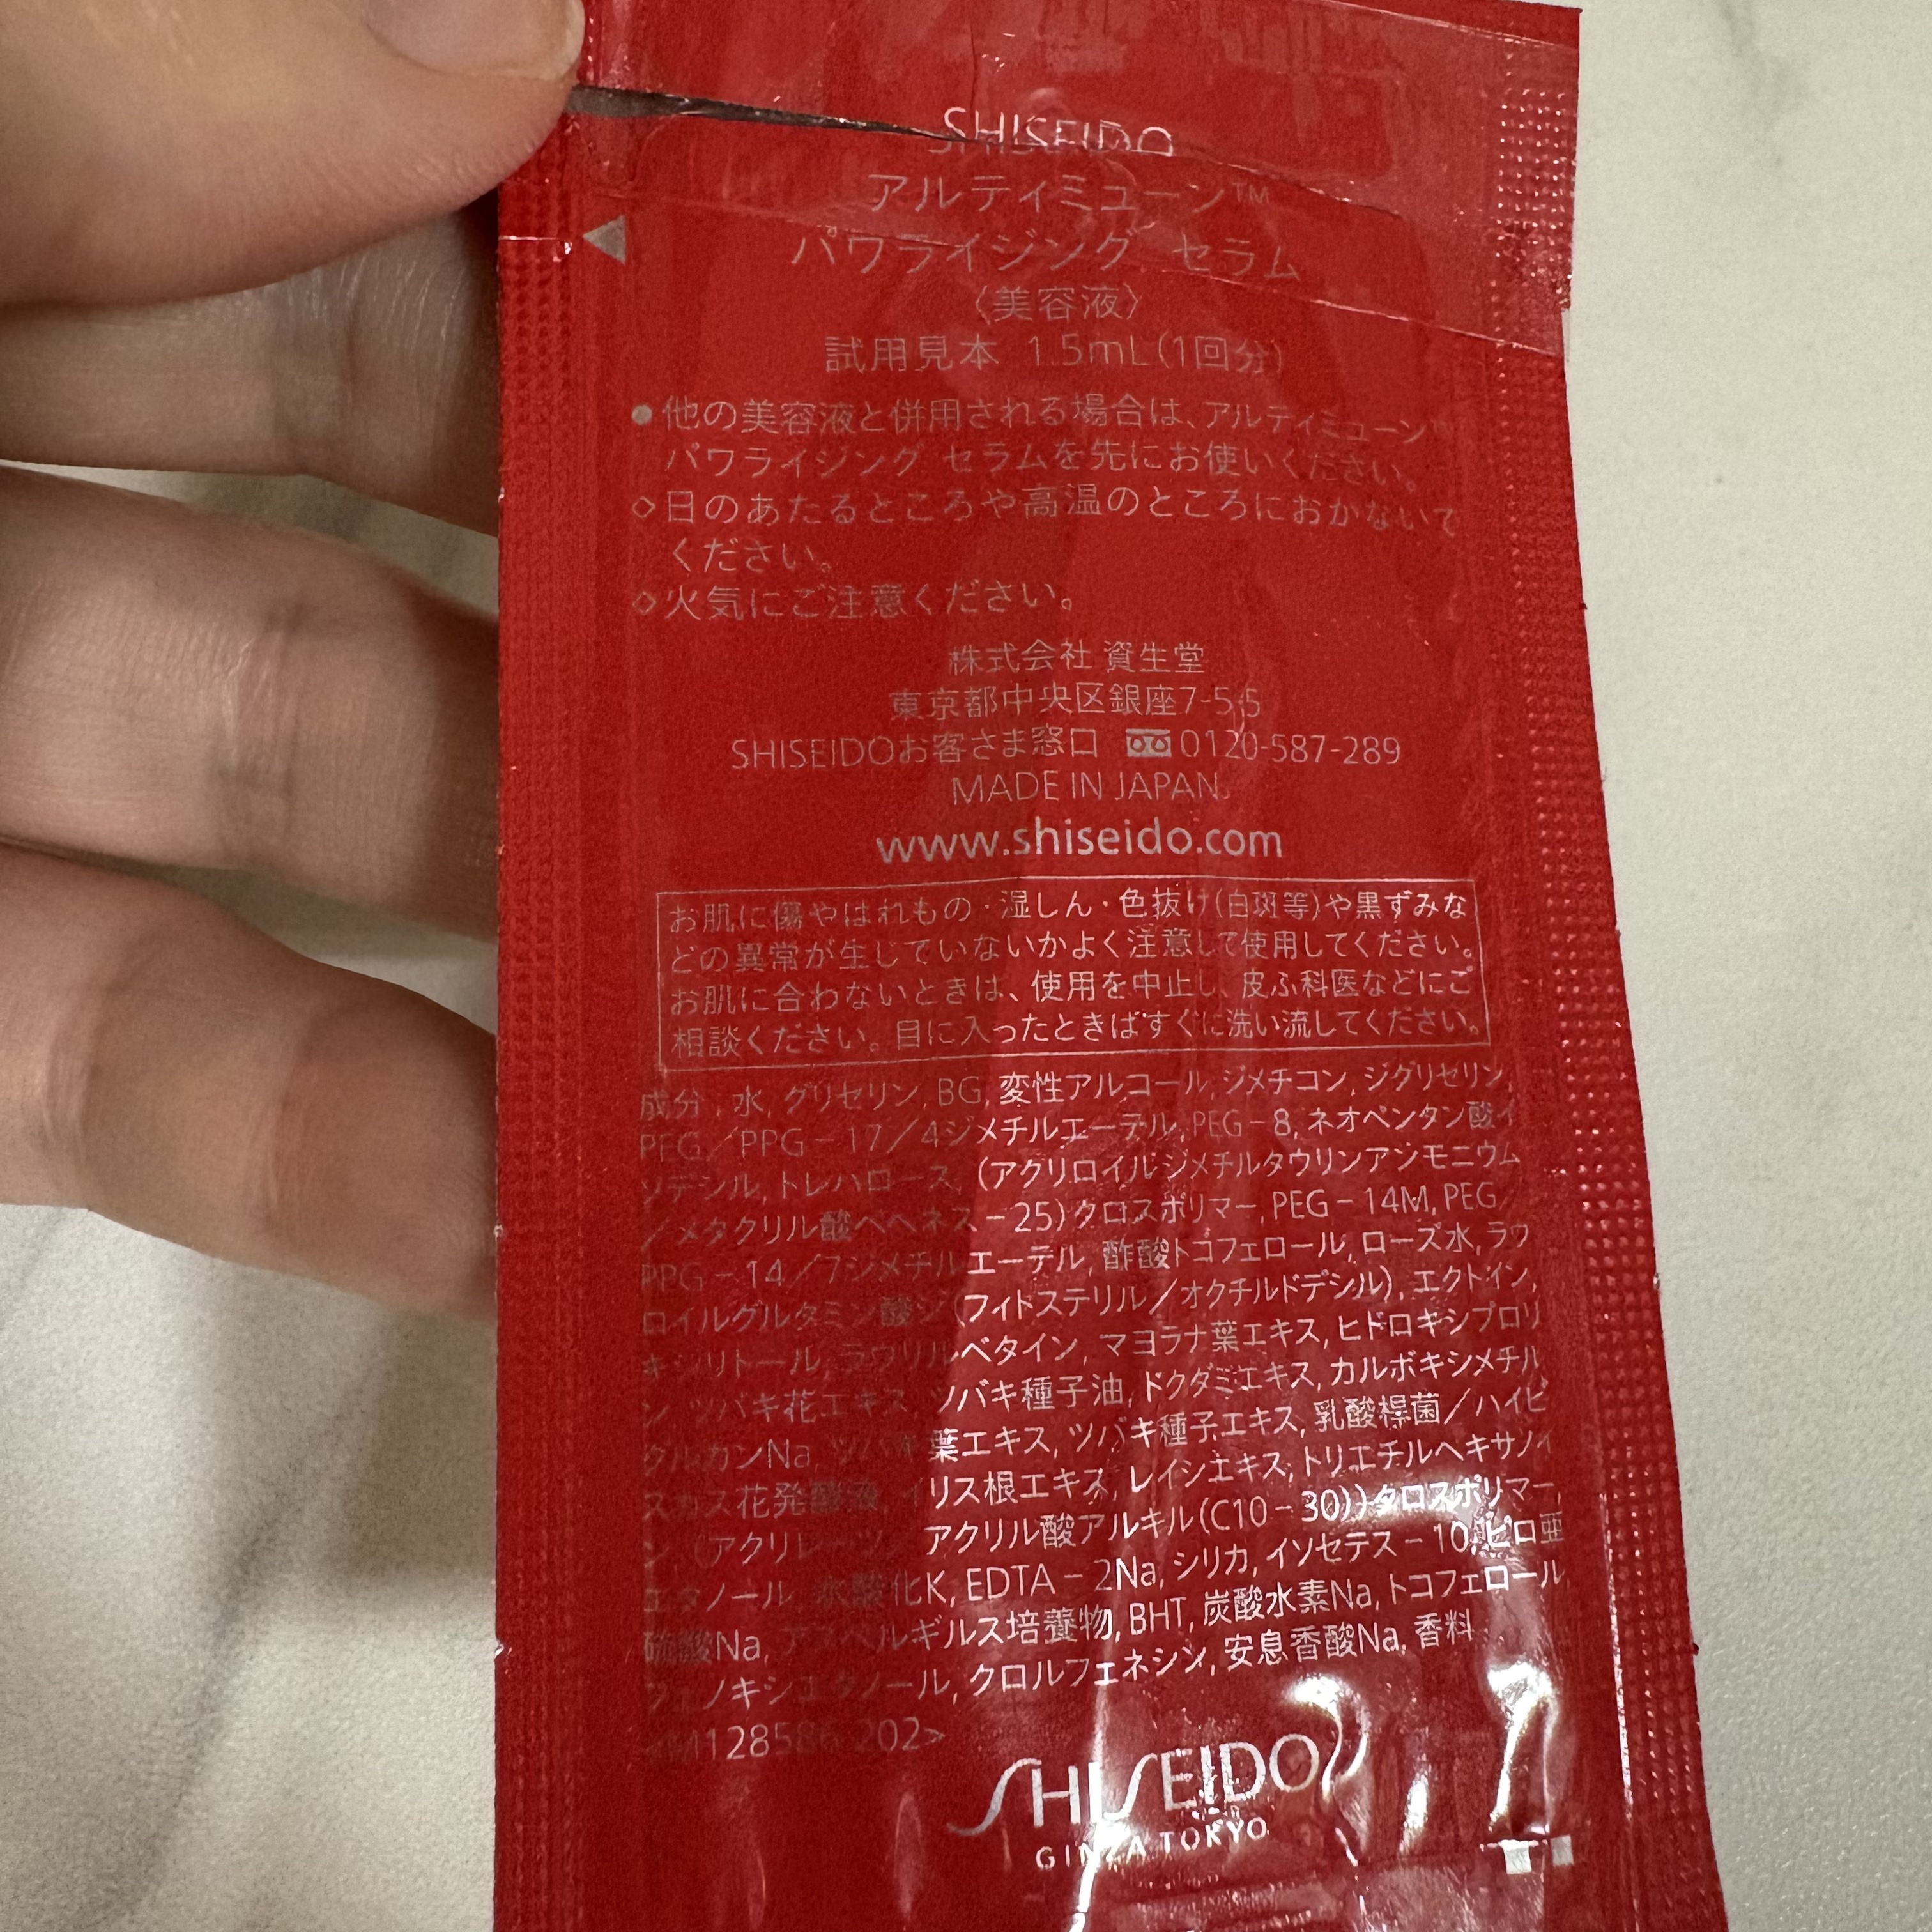 SHISEIDO
アルティミューン™
パワライジング セラム
〈美容液〉
試用見本 1.5mL(1回分)
●他の美容液と併用される場合は、アルティミューン™
パワライジング セラムを先にお使いください。
◇日のあたるところや高温のところにおかないで
ください。
◇火気にご注意ください。
株式会社 資生堂
東京都中央区銀座7-5-5
SHISEIDOお客さま窓口 0120-587-289
MADE IN JAPAN.
www.shiseido.com
お肌に傷やはれもの・湿しん・色抜け(白斑等)や黒ずみな
どの異常が生じていないかよく注意して使用してください。
お肌に合わないときは、使用を中止し、皮ふ科医などにご
相談ください。目に入ったときはすぐに洗い流してください。
成分:水, グリセリン, BG, 変性アルコール, ジメチコン, ジグリセリン,
PEG/PPG-17/4ジメチルエーテル, PEG-8, ネオペンタン酸イ
ソデシル, トレハロース, (アクリロイルジメチルタウリンアンモニウム
/メタクリル酸ベヘネス-25)クロスポリマー, PEG-14M, PEG/
PPG-14/7ジメチルエーテル, 酢酸トコフェロール, ローズ水, ラウ
ロイルグルタミン酸ジ(フィトステリル/オクチルドデシル), エクトイン,
キシリトール, ラウリルベタイン, マヨラナ葉エキス, ヒドロキシプロリ
ン, ツバキ花エキス, ツバキ種子油, ドクダミエキス, カルボキシメチル
グルカンNa, ツバキ葉エキス, ツバキ種子エキス, 乳酸桿菌/ハイビ
スカス花発酵液, イリス根エキス, レイシエキス, トリエチルヘキサノイ
ン, (アクリレーツ/アクリル酸アルキル(C10-30))クロスポリマー,
エタノール, 水酸化K, EDTA-2Na, シリカ, イソセテス-10, ピロ亜
硫酸Na, アスペルギルス培養物, BHT, 炭酸水素Na, トコフェロール,
フェノキシエタノール, クロルフェネシン, 安息香酸Na, 香料
<M128586-202>
SHISEIDO
GINZA TOKYO